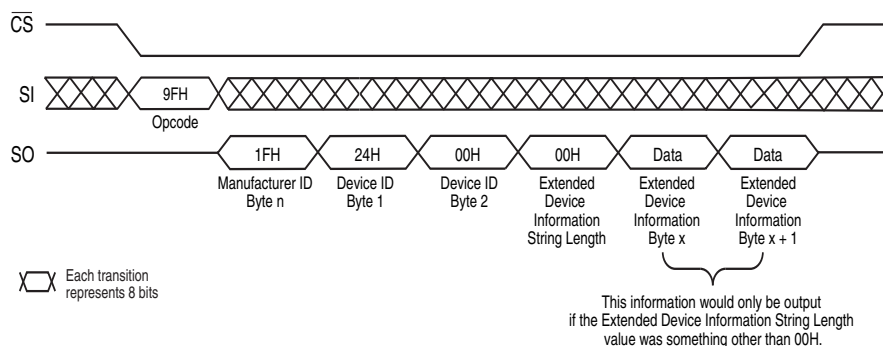 CS
SI
9FH
Opcode
SO
1FH
24H
00H
00H
Data
Data
Manufacturer ID
Byte n
Device ID
Byte 1
Device ID
Byte 2
Extended
Device
Information
String Length
Extended
Device
Information
Byte x
Extended
Device
Information
Byte x + 1
Each transition
represents 8 bits
This information would only be output
if the Extended Device Information String Length
value was something other than 00H.